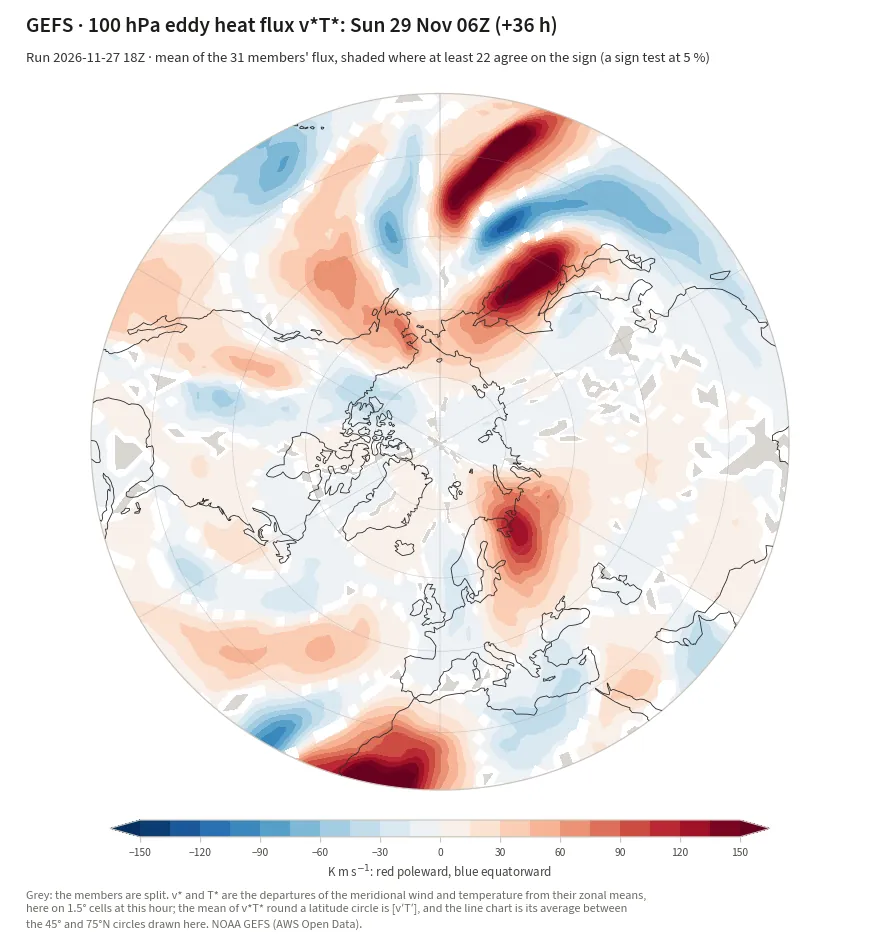 GEFS · 100 hPa eddy heat flux v*T*: Sun 29 Nov 06Z (+36 h)
Run 2026-11-27 18Z · mean of the 31 members' flux, shaded where at least 22 agree on the sign (a sign test at 5 %)
−150 −120 −90 −60 −30 0 30 60 90 120 150
K m s⁻¹: red poleward, blue equatorward
Grey: the members are split. v* and T* are the departures of the meridional wind and temperature from their zonal means,
here on 1.5° cells at this hour; the mean of v*T* round a latitude circle is [v'T'], and the line chart is its average between
the 45° and 75°N circles drawn here. NOAA GEFS (AWS Open Data).